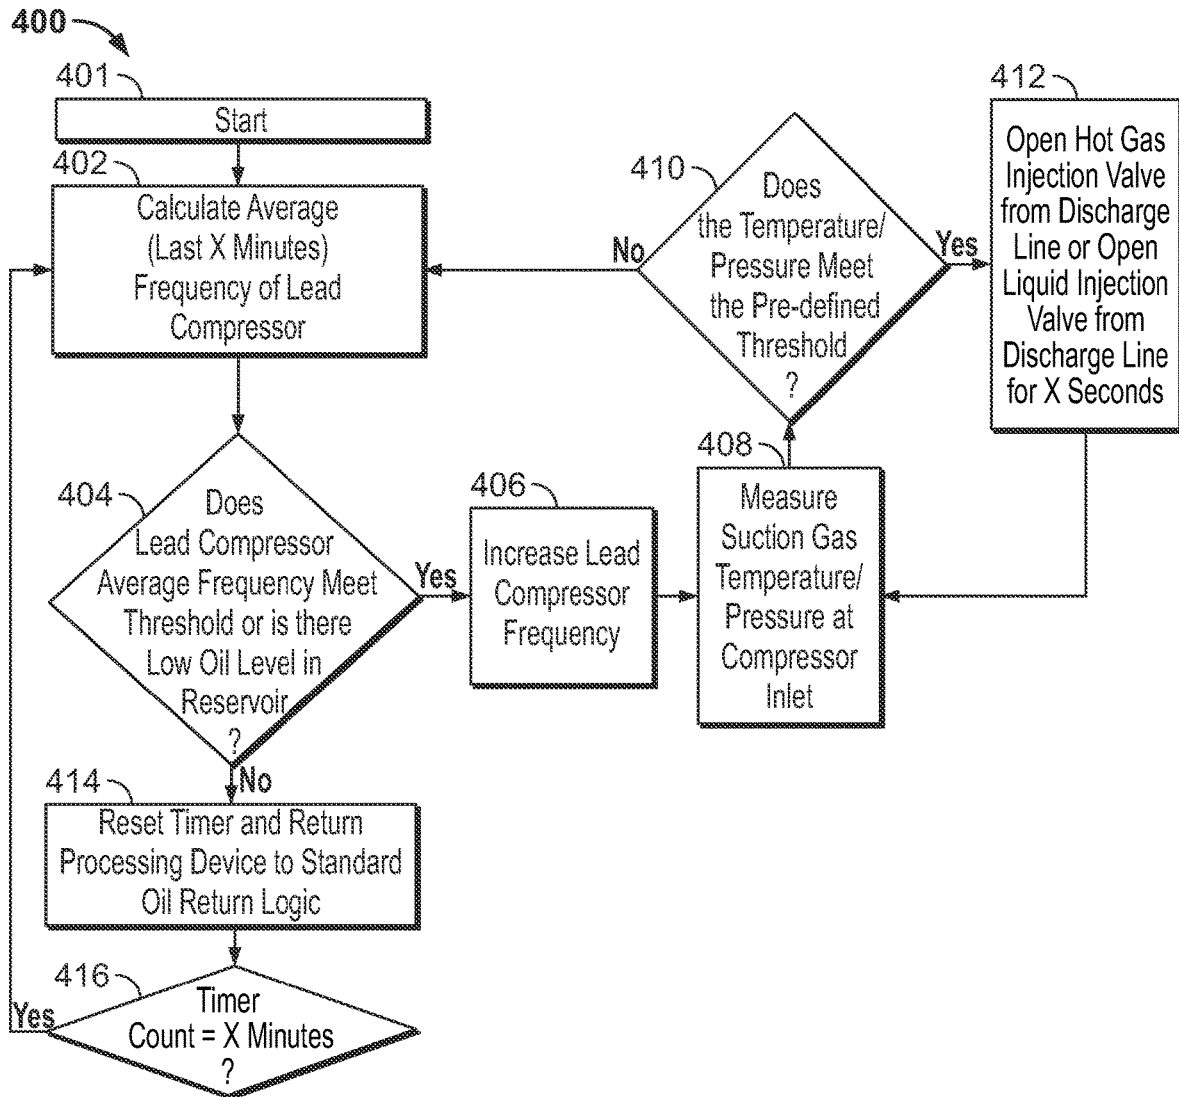 400
401
Start
402
Calculate Average
(Last X Minutes)
Frequency of Lead
Compressor
404
Does
Lead Compressor
Average Frequency Meet
Threshold or is there
Low Oil Level in
Reservoir
?
Yes
No
406
Increase Lead
Compressor
Frequency
408
Measure
Suction Gas
Temperature/
Pressure at
Compressor
Inlet
410
Does
the Temperature/
Pressure Meet
the Pre-defined
Threshold
?
No
Yes
412
Open Hot Gas
Injection Valve
from Discharge
Line or Open
Liquid Injection
Valve from
Discharge Line
for X Seconds
414
Reset Timer and Return
Processing Device to Standard
Oil Return Logic
416
Timer
Count = X Minutes
?
Yes